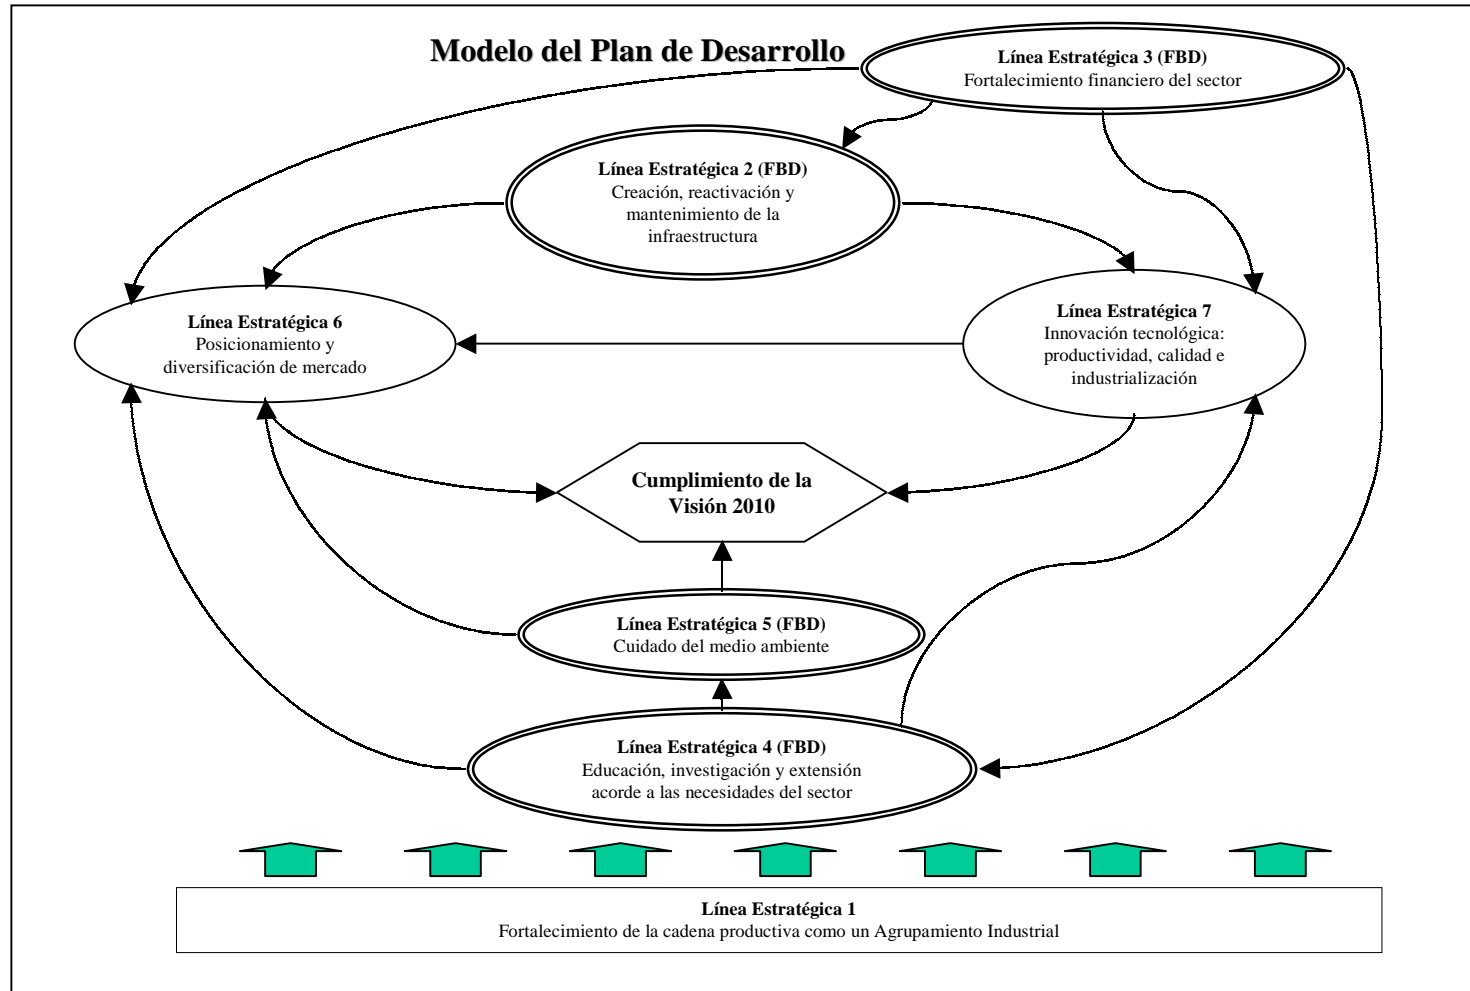 Modelo del Plan de Desarrollo
Línea Estratégica 3 (FBD)
Fortalecimiento financiero del sector
Línea Estratégica 2 (FBD)
Creación, reactivación y
mantenimiento de la
infraestructura
Línea Estratégica 6
Posicionamiento y
diversificación de mercado
Línea Estratégica 7
Innovación tecnológica:
productividad, calidad e
industrialización
Cumplimiento de la
Visión 2010
Línea Estratégica 5 (FBD)
Cuidado del medio ambiente
Línea Estratégica 4 (FBD)
Educación, investigación y extensión
acorde a las necesidades del sector
Línea Estratégica 1
Fortalecimiento de la cadena productiva como un Agrupamiento Industrial